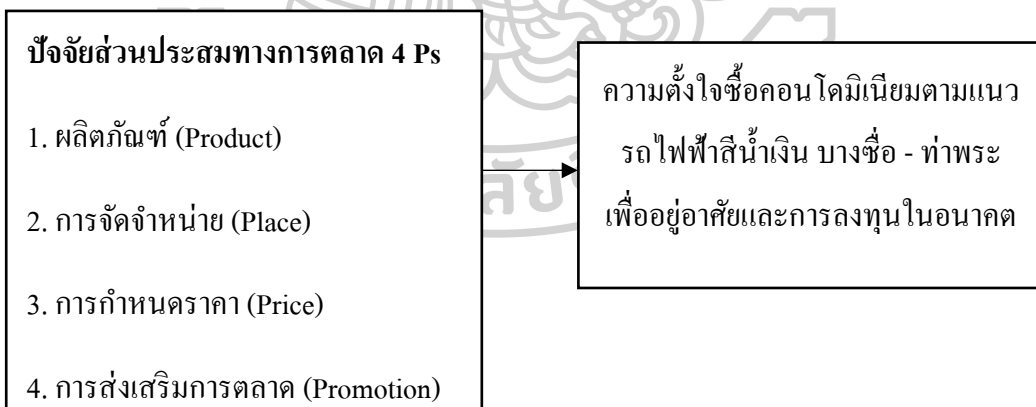 ปัจจัยส่วนประสมทางการตลาด 4 Ps
1. ผลิตภัณฑ์ (Product)
2. การจัดจำหน่าย (Place)
3. การกำหนดราคา (Price)
4. การส่งเสริมการตลาด (Promotion)
ความตั้งใจซื้อคอนโดมิเนียมตามแนว
รถไฟฟ้าสีน้ำเงิน บางซื่อ - ท่าพระ
เพื่ออยู่อาศัยและการลงทุนในอนาคต